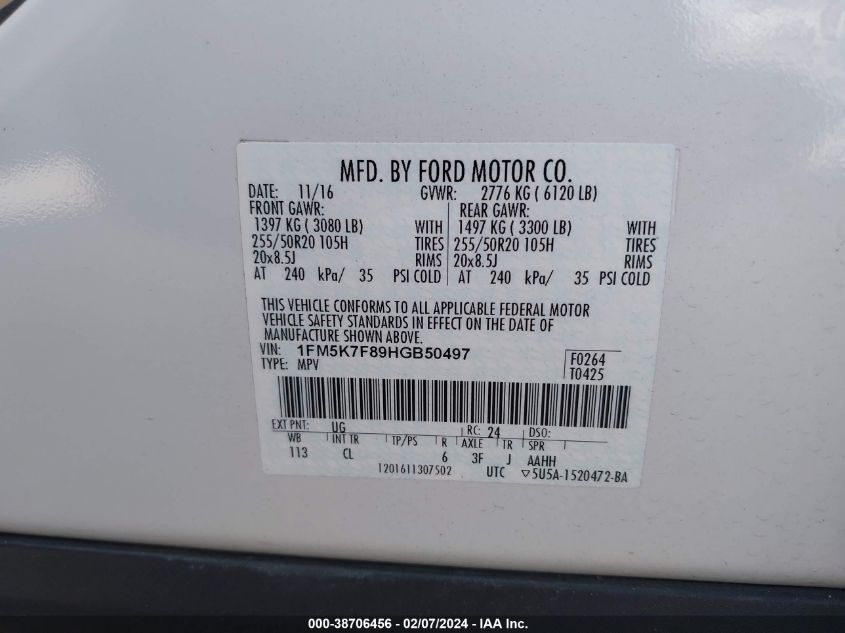 MFD. BY FORD MOTOR CO.
DATE: 11/16 GVWR: 2776 KG ( 6120 LB)
FRONT GAWR: REAR GAWR:
1397 KG ( 3080 LB) WITH 1497 KG ( 3300 LB) WITH
255/50R20 105H TIRES 255/50R20 105H TIRES
20x8.5J RIMS 20x8.5J RIMS
AT 240 kPa/ 35 PSI COLD AT 240 kPa/ 35 PSI COLD
THIS VEHICLE CONFORMS TO ALL APPLICABLE FEDERAL MOTOR
VEHICLE SAFETY STANDARDS IN EFFECT ON THE DATE OF
MANUFACTURE SHOWN ABOVE.
VIN: 1FM5K7F89HGB50497 F0264
TYPE: MPV T0425
EXT PNT: UG RC: 24 DSO:
WB INT TR TP/PS R AXLE TR SPR
113 CL 6 3F J AAHH
1201611307502 UTC ▽5U5A-1520472-BA
000-38706456 - 02/07/2024 - IAA Inc.